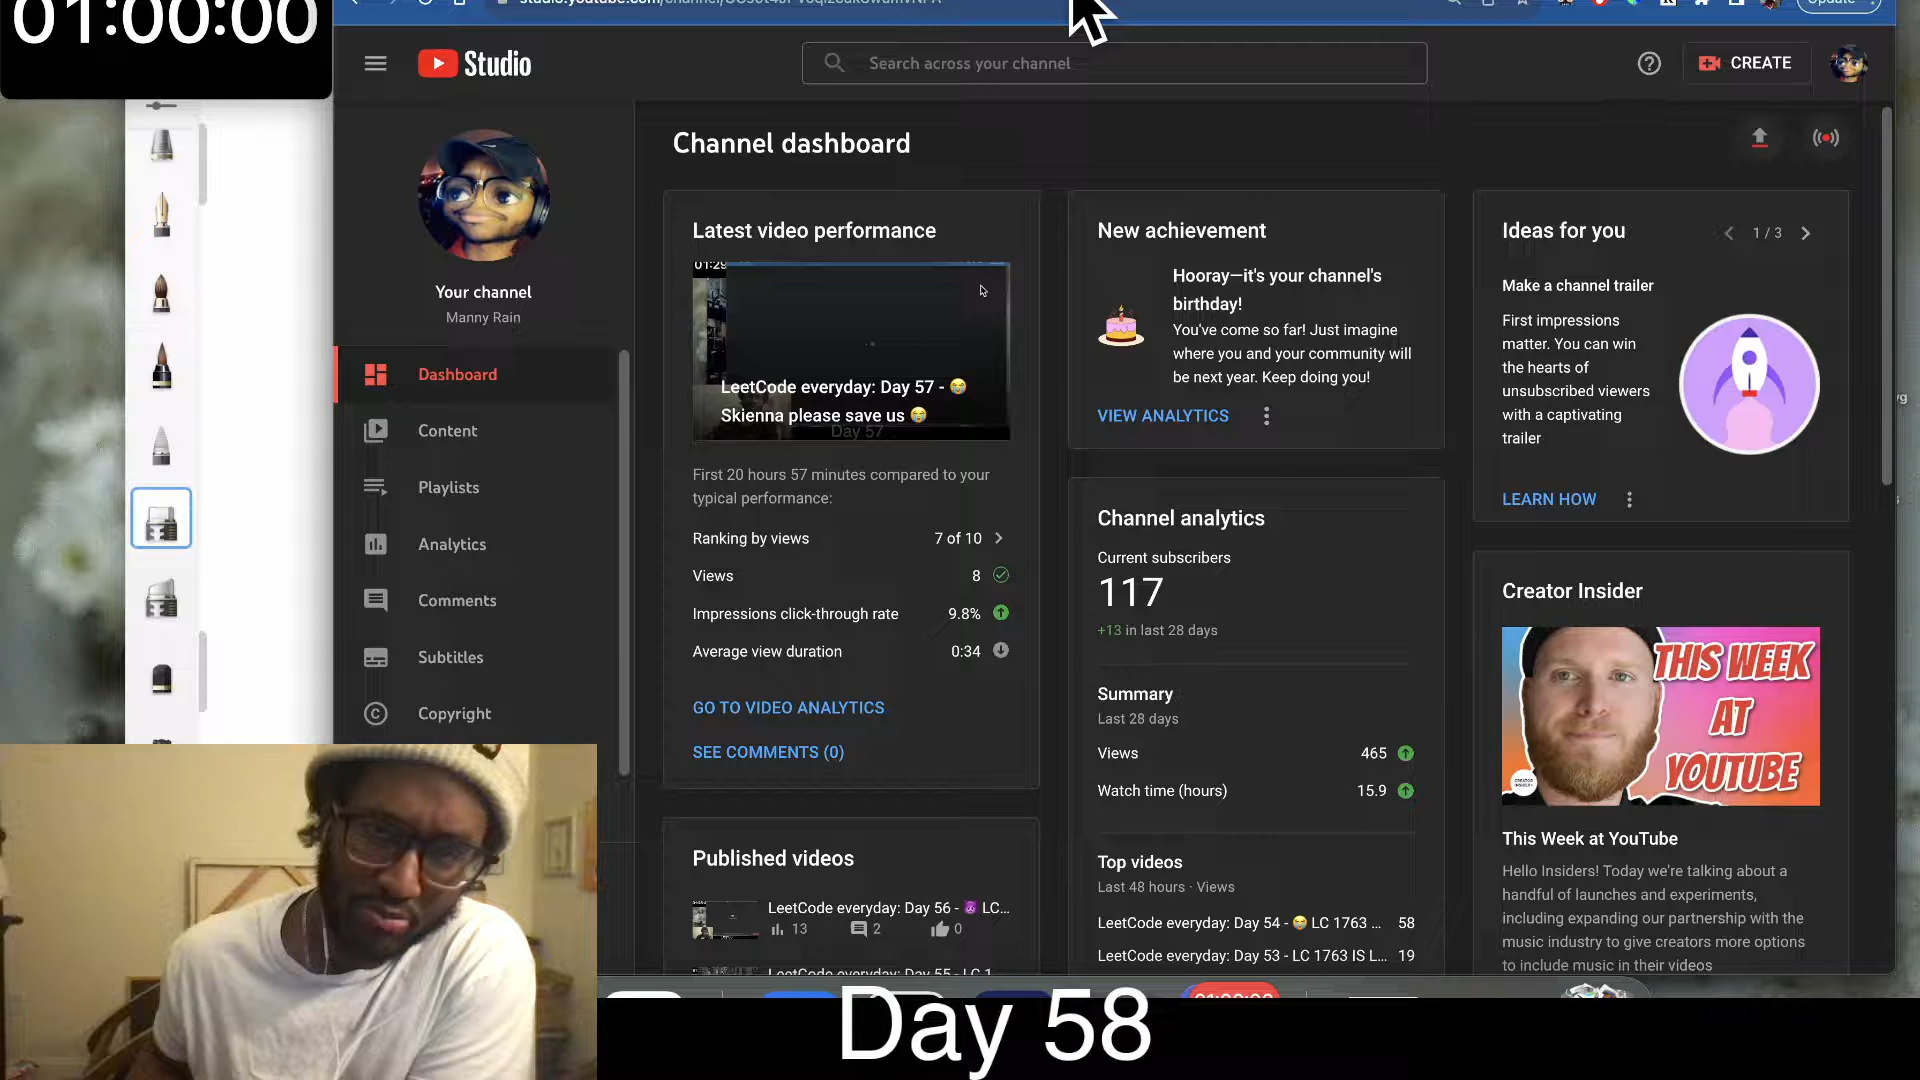 01:00:00
Studio
Search across your channel
CREATE
Channel dashboard
Your channel
Manny Rain
Dashboard
Content
Playlists
Analytics
Comments
Subtitles
Copyright
Latest video performance
01:29
LeetCode everyday: Day 57 - 😭
Skienna please save us 😭
Day 57
First 20 hours 57 minutes compared to your
typical performance:
Ranking by views 7 of 10
Views 8
Impressions click-through rate 9.8%
Average view duration 0:34
GO TO VIDEO ANALYTICS
SEE COMMENTS (0)
Published videos
LeetCode everyday: Day 56 - 😈 LC...
13 2 0
LeetCode everyday: Day 55 - LC 1
New achievement
Hooray—it's your channel's
birthday!
You've come so far! Just imagine
where you and your community will
be next year. Keep doing you!
VIEW ANALYTICS
Channel analytics
Current subscribers
117
+13 in last 28 days
Summary
Last 28 days
Views 465
Watch time (hours) 15.9
Top videos
Last 48 hours · Views
LeetCode everyday: Day 54 - 😭 LC 1763 ... 58
LeetCode everyday: Day 53 - LC 1763 IS L... 19
Ideas for you
1 / 3
Make a channel trailer
First impressions
matter. You can win
the hearts of
unsubscribed viewers
with a captivating
trailer
LEARN HOW
Creator Insider
THIS WEEK
AT
YOUTUBE
This Week at YouTube
Hello Insiders! Today we're talking about a
handful of launches and experiments,
including expanding our partnership with the
music industry to give creators more options
to include music in their videos
Day 58